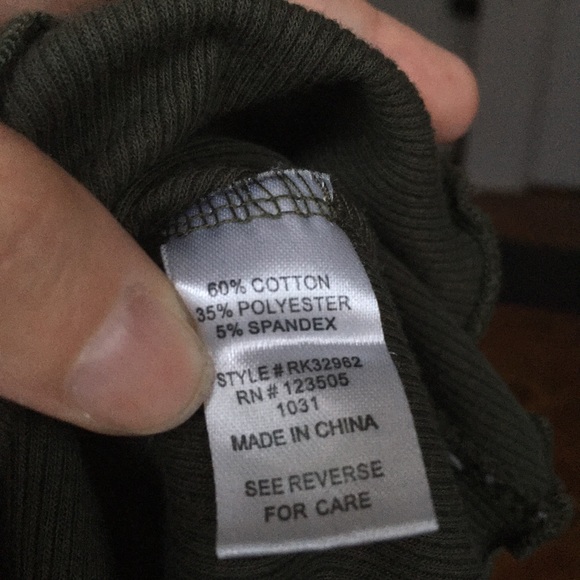 60% COTTON
35% POLYESTER
5% SPANDEX
STYLE # RK32962
RN # 123505
1031
MADE IN CHINA
SEE REVERSE
FOR CARE